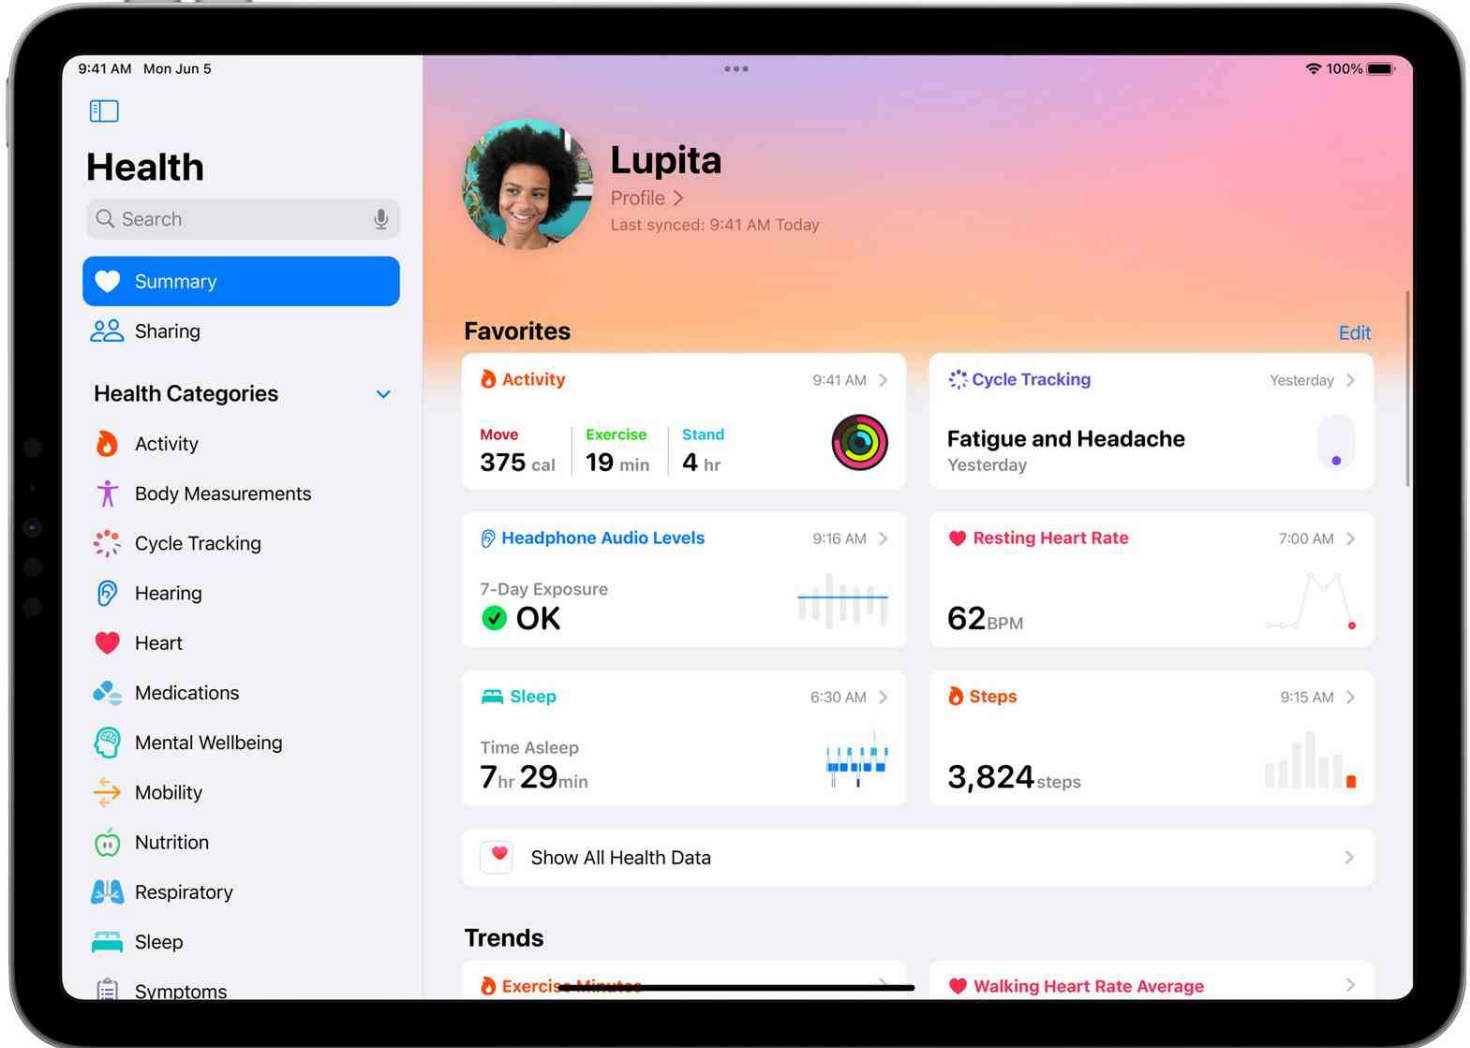 9:41 AM Mon Jun 5
100%
Health
Search
Summary
Sharing
Health Categories
Activity
Body Measurements
Cycle Tracking
Hearing
Heart
Medications
Mental Wellbeing
Mobility
Nutrition
Respiratory
Sleep
Symptoms
Lupita
Profile >
Last synced: 9:41 AM Today
Favorites
Edit
Activity
9:41 AM >
Move
Exercise
Stand
375 cal
19 min
4 hr
Cycle Tracking
Yesterday >
Fatigue and Headache
Yesterday
Headphone Audio Levels
9:16 AM >
7-Day Exposure
OK
Resting Heart Rate
7:00 AM >
62 BPM
Sleep
6:30 AM >
Time Asleep
7 hr 29 min
Steps
9:15 AM >
3,824 steps
Show All Health Data >
Trends
Exercise Minutes >
Walking Heart Rate Average >